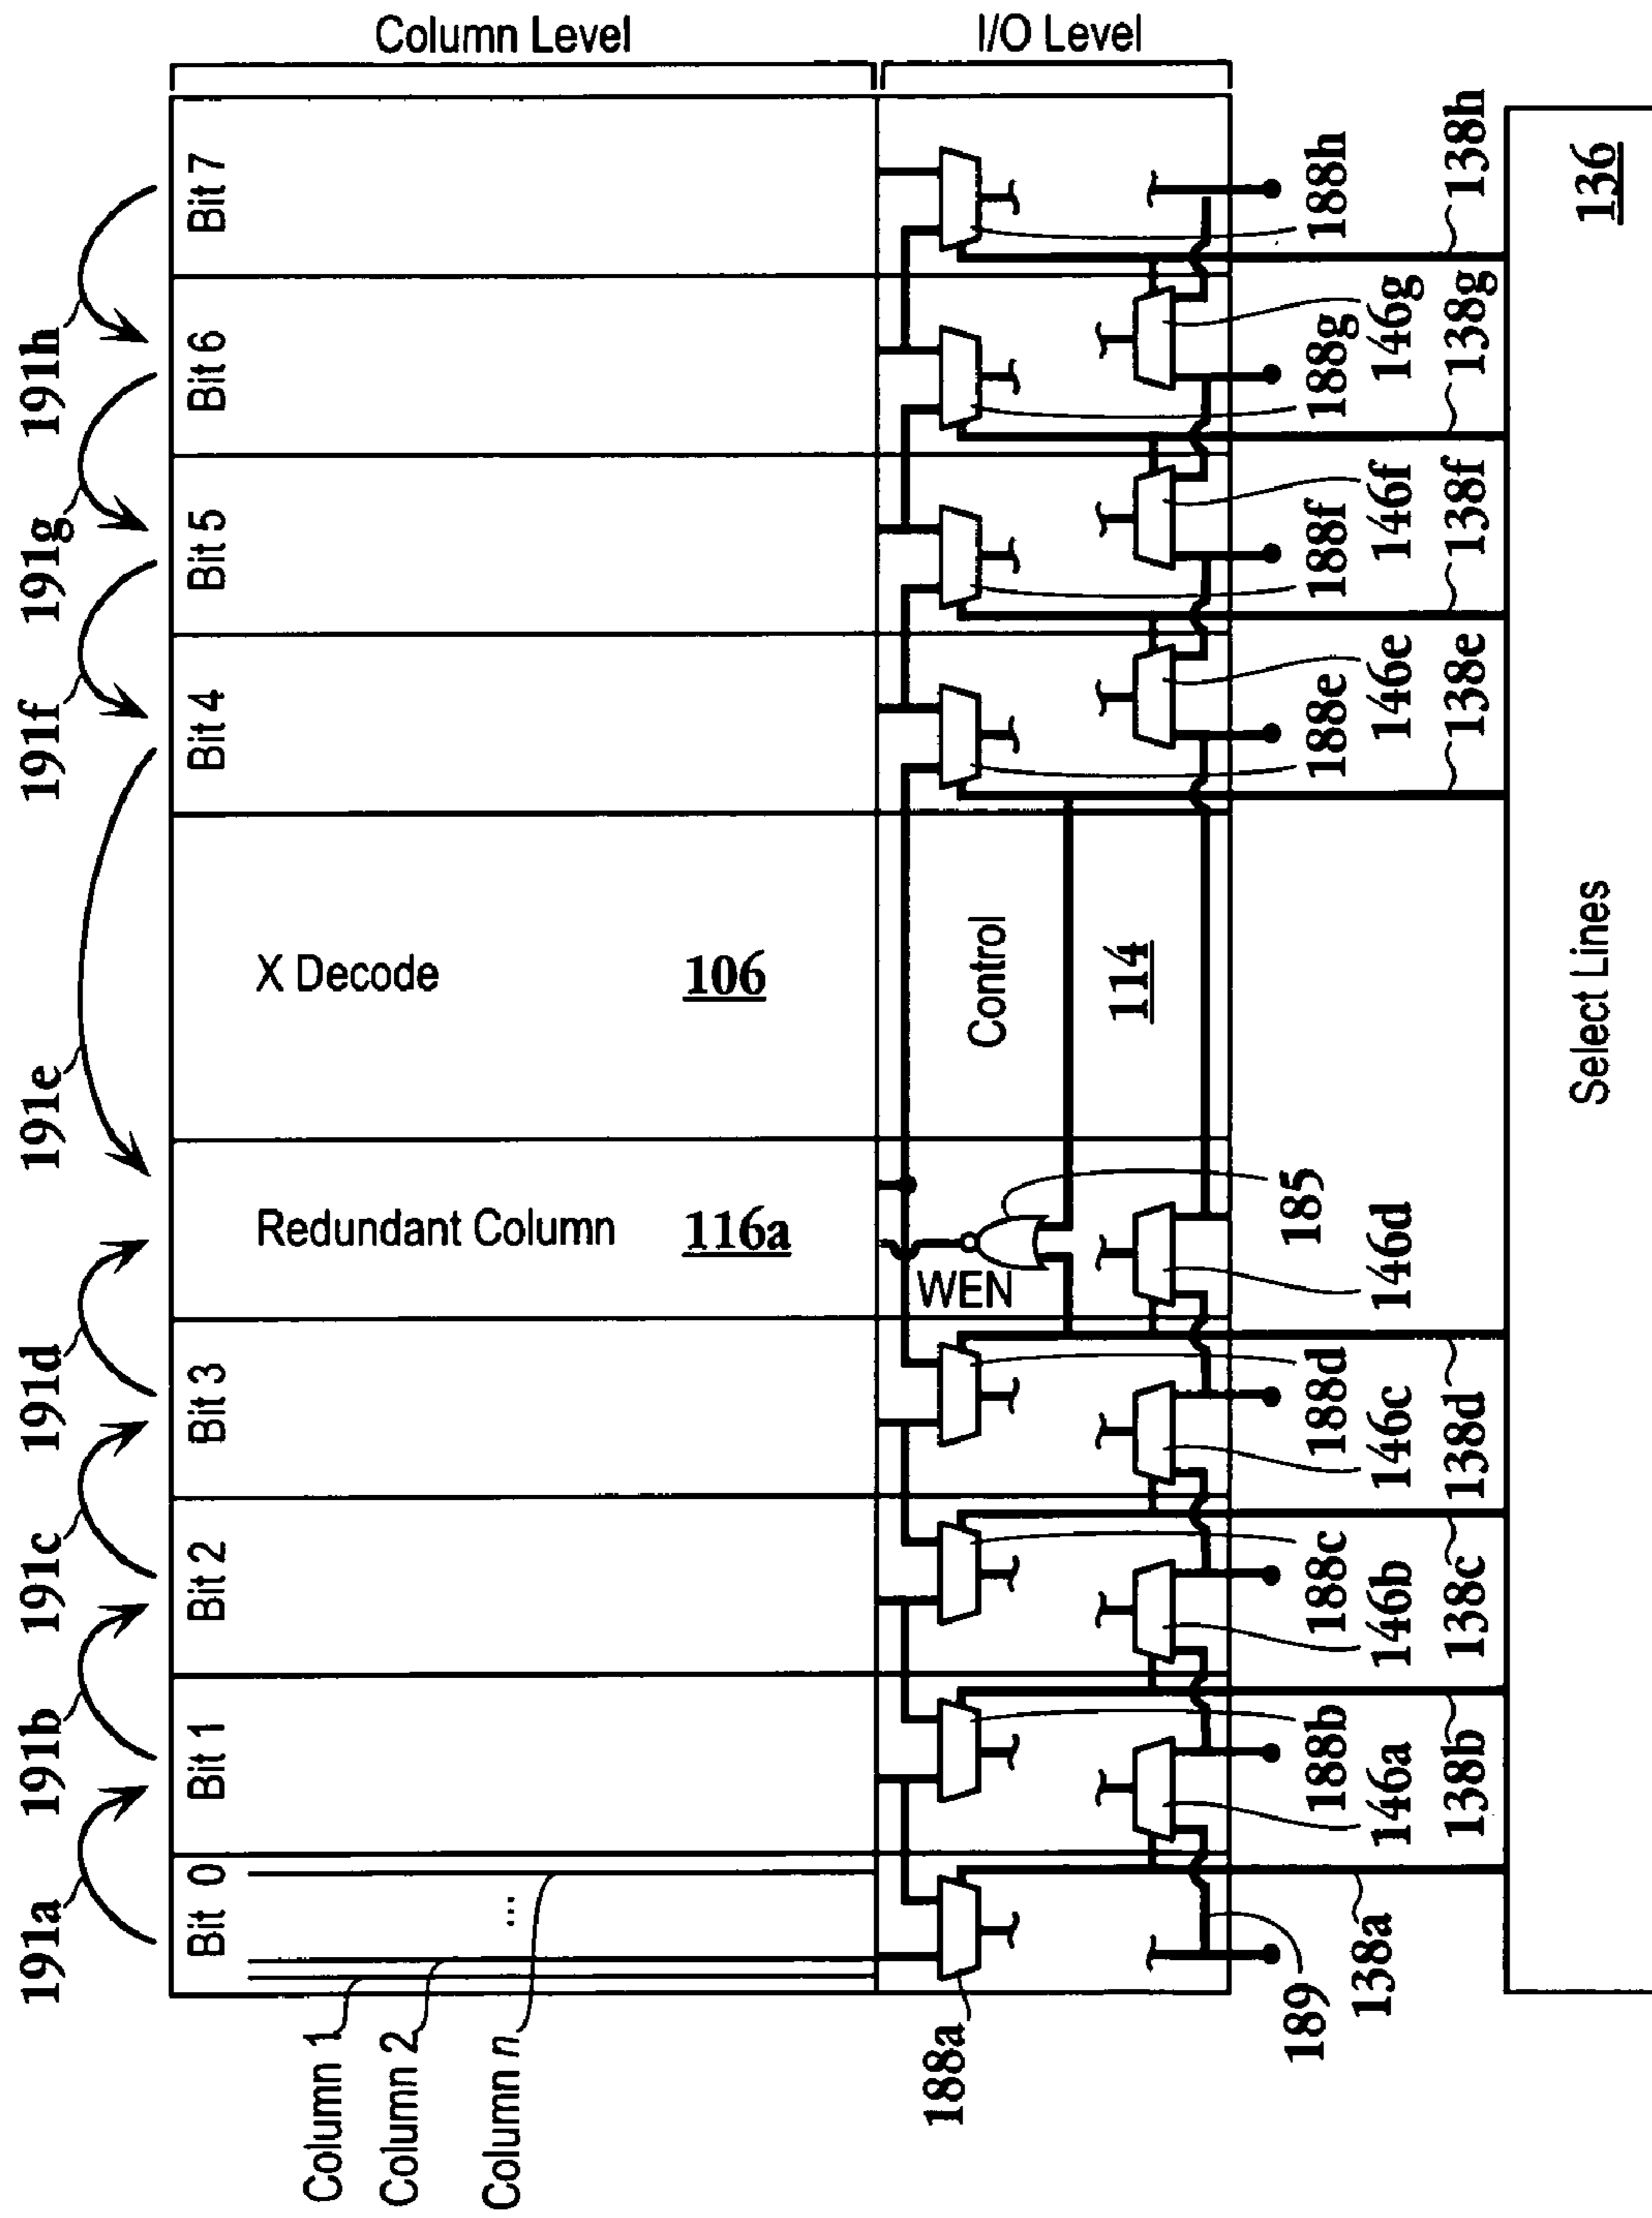 Column Level
I/O Level
191a
191b
191c
191d
191e
191f
191g
191h
Bit 0
Bit 1
Bit 2
Bit 3
Bit 4
Bit 5
Bit 6
Bit 7
Column 1
Column 2
Column n
...
Redundant Column
116a
X Decode
106
WEN
Control
114
188a
189
138a
188b
146a
138b
188c
146b
138c
188d
146c
138d
185
146d
188e
146e
138e
188f
146f
138f
188g
146g
138g
188h
138h
Select Lines
136